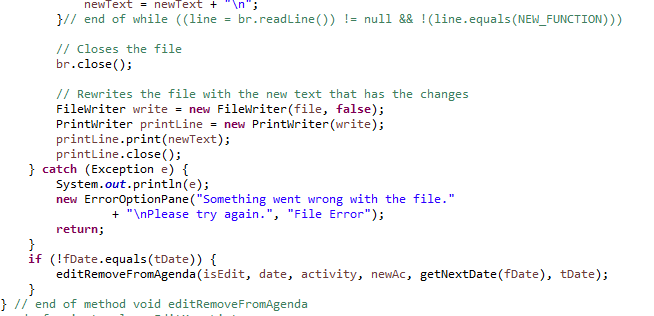 newText = newText + "\n";
}// end of while ((line = br.readLine()) != null && !(line.equals(NEW_FUNCTION)))
// Closes the file
br.close();
// Rewrites the file with the new text that has the changes
FileWriter write = new FileWriter(file, false);
PrintWriter printLine = new PrintWriter(write);
printLine.print(newText);
printLine.close();
} catch (Exception e) {
System.out.println(e);
new ErrorOptionPane("Something went wrong with the file."
+ "\nPlease try again.", "File Error");
return;
}
if (!fDate.equals(tDate)) {
editRemoveFromAgenda(isEdit, date, activity, newAc, getNextDate(fDate), tDate);
}
} // end of method void editRemoveFromAgenda